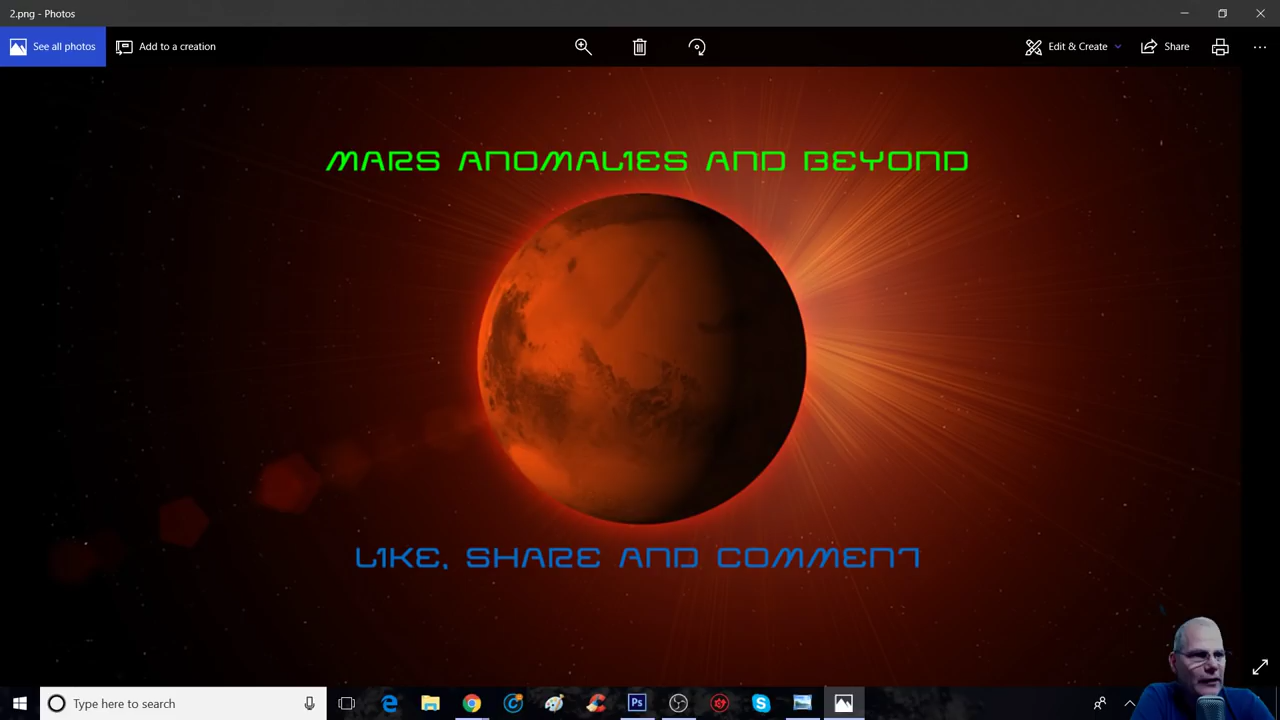 2.png - Photos
See all photos
Add to a creation
Edit & Create
Share
MARS ANOMALIES AND BEYOND
LIKE, SHARE AND COMMENT
Type here to search
Ps